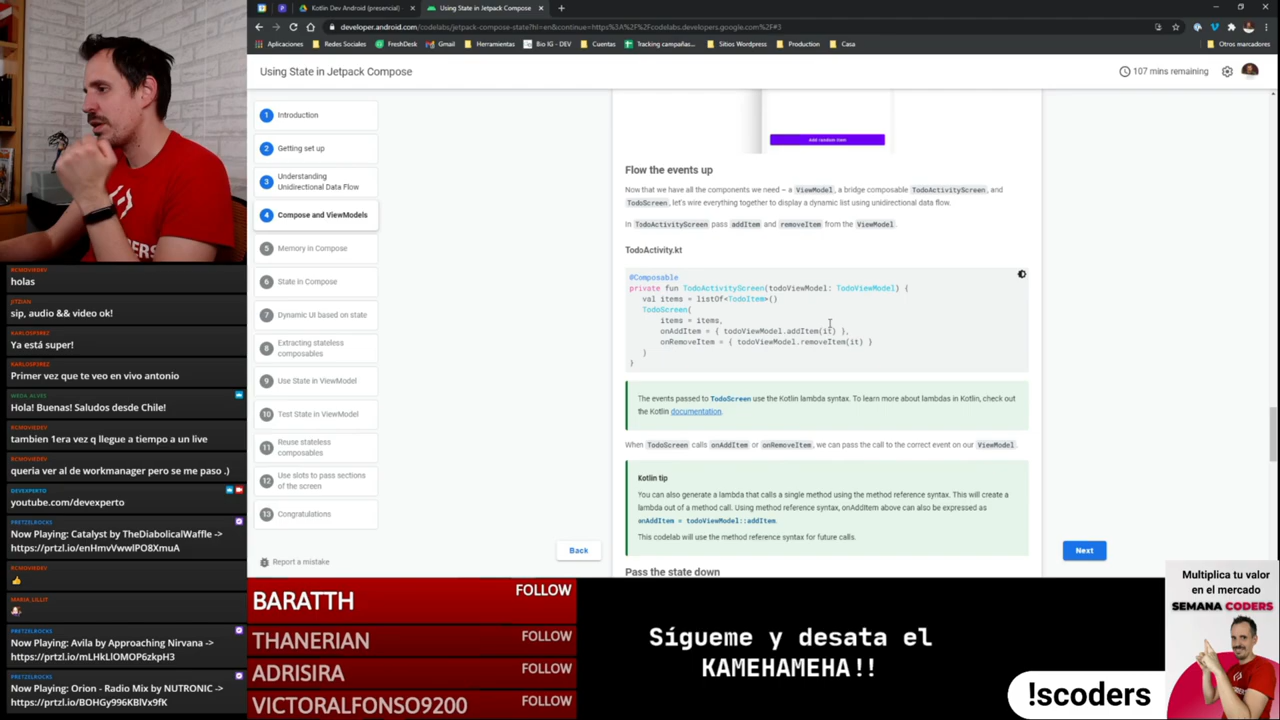 Kotlin Dev Android (presencial)
Using State in Jetpack Compose
developer.android.com/codelabs/jetpack-compose-state?hl=en&continue=https%3A%2F%2Fcodelabs.developers.google.com%2F#3
Aplicaciones
Redes Sociales
FreshDesk
Gmail
Herramientas
Bio IG - DEV
Cuentas
Tracking campañas...
Sitios Wordpress
Production
Casa
Otros marcadores
Using State in Jetpack Compose
107 mins remaining
1 Introduction
2 Getting set up
3 Understanding
Unidirectional Data Flow
4 Compose and ViewModels
5 Memory in Compose
6 State in Compose
7 Dynamic UI based on state
8 Extracting stateless
composables
9 Use State in ViewModel
10 Test State in ViewModel
11 Reuse stateless
composables
12 Use slots to pass sections
of the screen
13 Congratulations
Report a mistake
Add random item
Flow the events up
Now that we have all the components we need – a ViewModel, a bridge composable TodoActivityScreen, and
TodoScreen, let's wire everything together to display a dynamic list using unidirectional data flow.
In TodoActivityScreen pass addItem and removeItem from the ViewModel.
TodoActivity.kt
@Composable
private fun TodoActivityScreen(todoViewModel: TodoViewModel) {
val items = listOf<TodoItem>()
TodoScreen(
items = items,
onAddItem = { todoViewModel.addItem(it) },
onRemoveItem = { todoViewModel.removeItem(it) }
)
}
The events passed to TodoScreen use the Kotlin lambda syntax. To learn more about lambdas in Kotlin, check out
the Kotlin documentation.
When TodoScreen calls onAddItem or onRemoveItem, we can pass the call to the correct event on our ViewModel.
Kotlin tip
You can also generate a lambda that calls a single method using the method reference syntax. This will create a
lambda out of a method call. Using method reference syntax, onAddItem above can also be expressed as
onAddItem = todoViewModel::addItem.
This codelab will use the method reference syntax for future calls.
Pass the state down
Back
Next
RCMOVIEDEV
holas
JITDAN
sip, audio && video ok!
KARLOSP3REZ
Ya está super!
KARLOSP3REZ
Primer vez que te veo en vivo antonio
Hola! Buenas! Saludos desde Chile!
RCMOVIEDEV
tambien 1era vez q llegue a tiempo a un live
RCMOVIEDEV
queria ver al de workmanager pero se me paso .)
DEVEXPERTO
youtube.com/devexperto
PRETZELROCKS
Now Playing: Catalyst by TheDiabolicalWaffle ->
RCMOVIEDEV
MARIA_LILLIT
PRETZELROCKS
Now Playing: Avila by Approaching Nirvana ->
https://prtzl.io/mLHkLlOMOP6zkpH3
PRETZELROCKS
Now Playing: Orion - Radio Mix by NUTRONIC ->
BARATTH FOLLOW
THANERIAN FOLLOW
ADRISIRA FOLLOW
VICTORALFONSO9200 FOLLOW
Sígueme y desata el
KAMEHAMEHA!!
!scoders
Multiplica tu valor
en el mercado
SEMANA CODERS